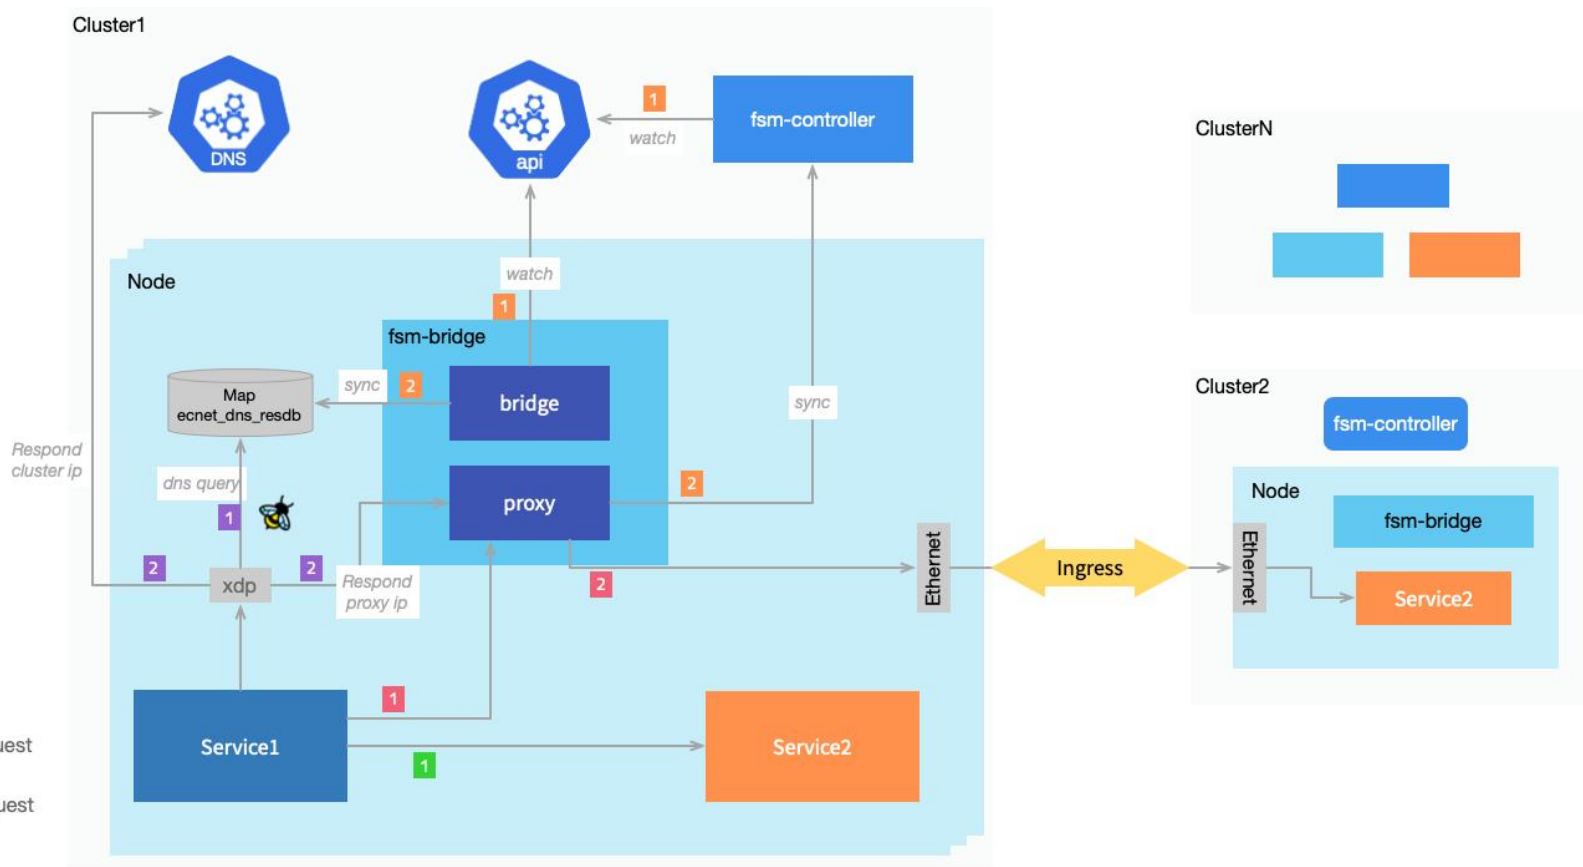 Cluster1
DNS
api
1
watch
fsm-controller
ClusterN
Node
watch
1
fsm-bridge
Map
ecnet_dns_resdb
sync
2
bridge
sync
Cluster2
fsm-controller
Respond
cluster ip
dns query
1
proxy
2
Node
fsm-bridge
2
xdp
2
Respond
proxy ip
2
Ethernet
Ingress
Ethernet
Service2
1
Service1
1
Service2